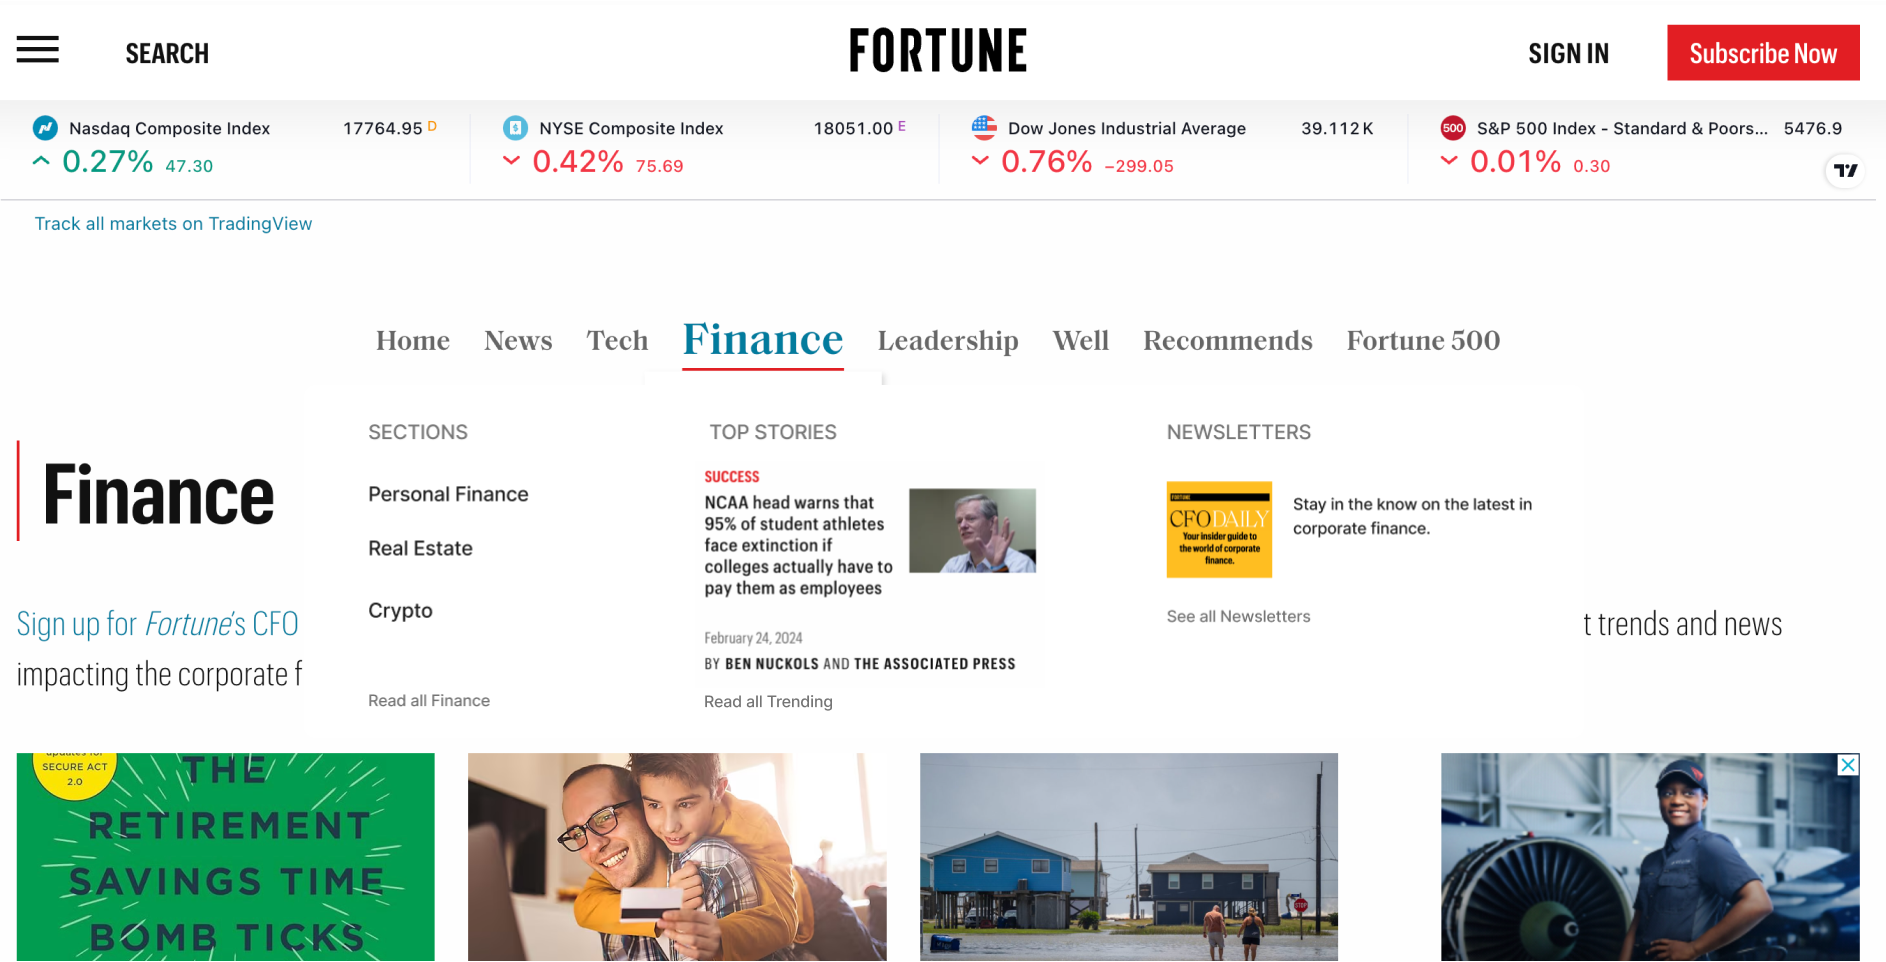 SEARCH
FORTUNE
SIGN IN
Subscribe Now
Nasdaq Composite Index 17764.95 D
0.27% 47.30
NYSE Composite Index 18051.00 E
0.42% 75.69
Dow Jones Industrial Average 39.112K
0.76% −299.05
500 S&P 500 Index - Standard & Poors... 5476.9
0.01% 0.30
Track all markets on TradingView
Home News Tech Finance Leadership Well Recommends Fortune 500
Finance
SECTIONS
Personal Finance
Real Estate
Crypto
Read all Finance
TOP STORIES
SUCCESS
NCAA head warns that
95% of student athletes
face extinction if
colleges actually have to
pay them as employees
February 24, 2024
BY BEN NUCKOLS AND THE ASSOCIATED PRESS
Read all Trending
NEWSLETTERS
FORTUNE
CFO DAILY
Your insider guide to
the world of corporate
finance.
Stay in the know on the latest in
corporate finance.
See all Newsletters
Sign up for Fortune's CFO
t trends and news
impacting the corporate f
updates for
SECURE ACT
2.0
THE
RETIREMENT
SAVINGS TIME
BOMB TICKS
STOP